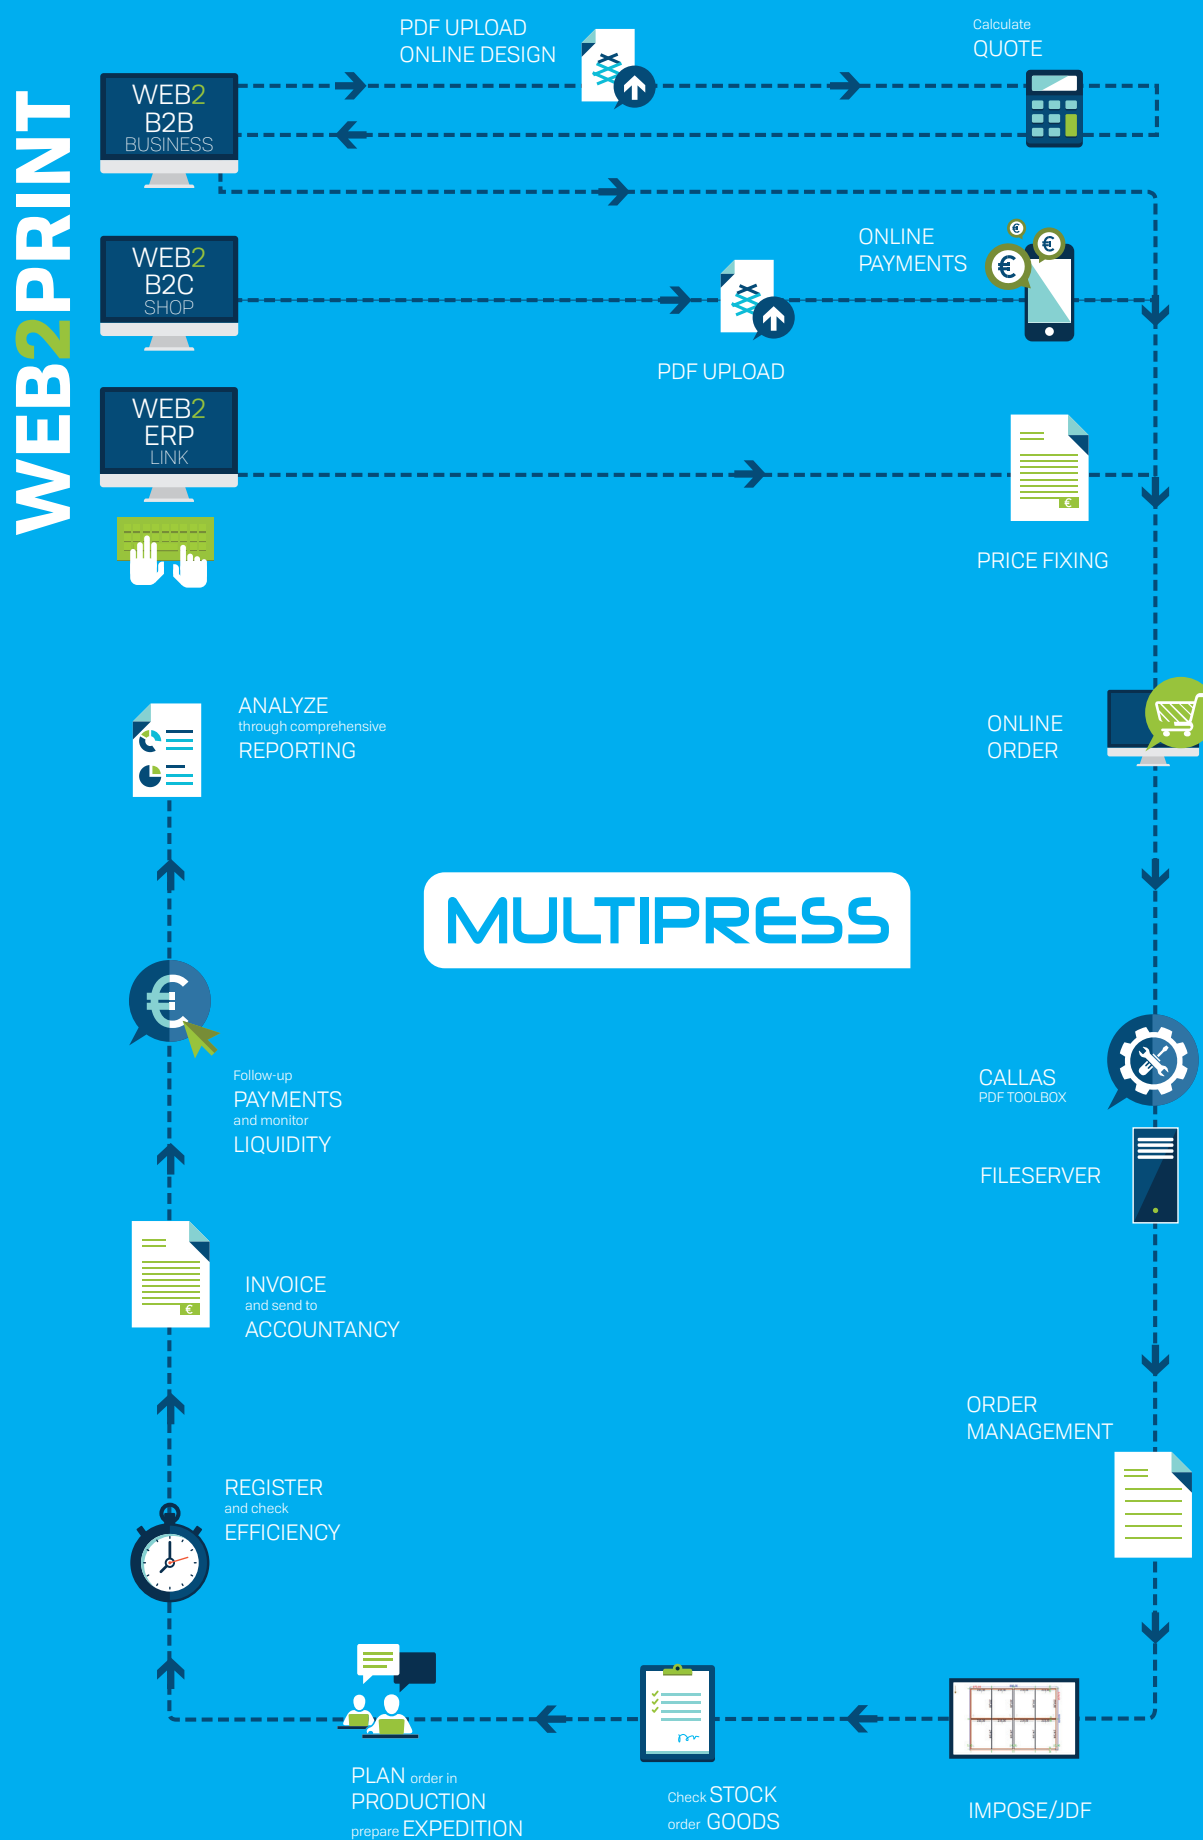 WEB2PRINT
PDF UPLOAD
ONLINE DESIGN
Calculate
QUOTE
WEB2
B2B
BUSINESS
WEB2
B2C
SHOP
ONLINE
PAYMENTS
PDF UPLOAD
WEB2
ERP
LINK
PRICE FIXING
ANALYZE
through comprehensive
REPORTING
ONLINE
ORDER
MULTIPRESS
Follow-up
PAYMENTS
and monitor
LIQUIDITY
CALLAS
PDF TOOLBOX
FILESERVER
INVOICE
and send to
ACCOUNTANCY
ORDER
MANAGEMENT
REGISTER
and check
EFFICIENCY
PLAN order in
PRODUCTION
prepare EXPEDITION
Check STOCK
order GOODS
IMPOSE/JDF